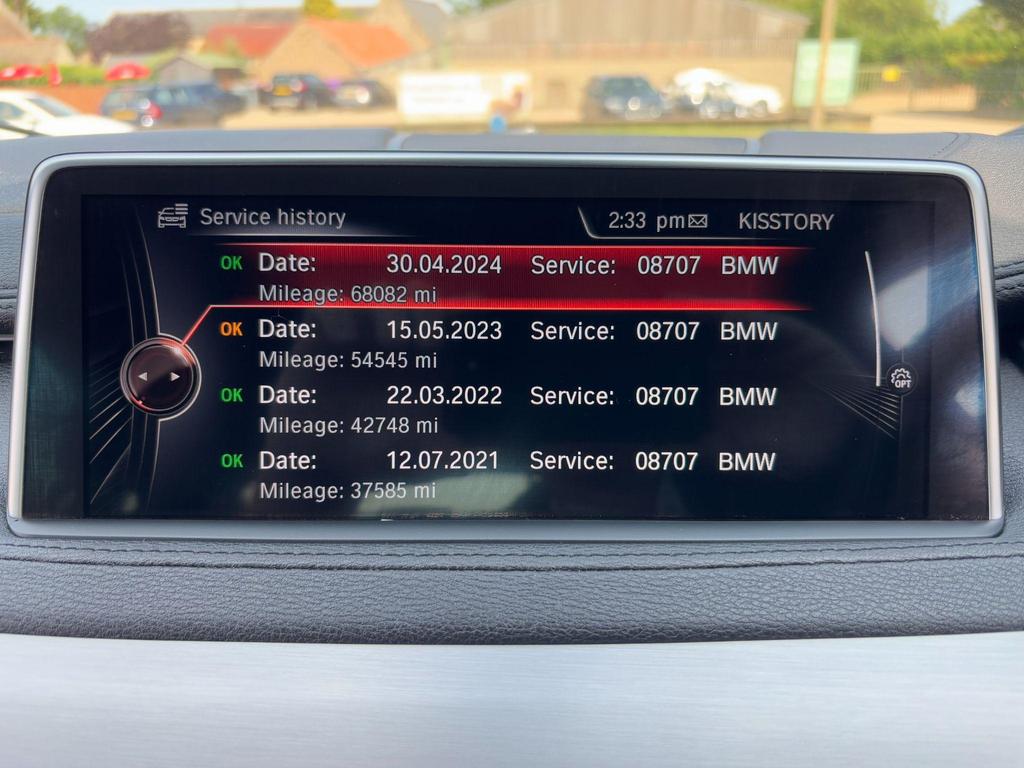 Service history 2:33 pm KISSTORY
OK Date: 30.04.2024 Service: 08707 BMW
Mileage: 68082 mi
OK Date: 15.05.2023 Service: 08707 BMW
Mileage: 54545 mi
OPT
OK Date: 22.03.2022 Service: 08707 BMW
Mileage: 42748 mi
OK Date: 12.07.2021 Service: 08707 BMW
Mileage: 37585 mi